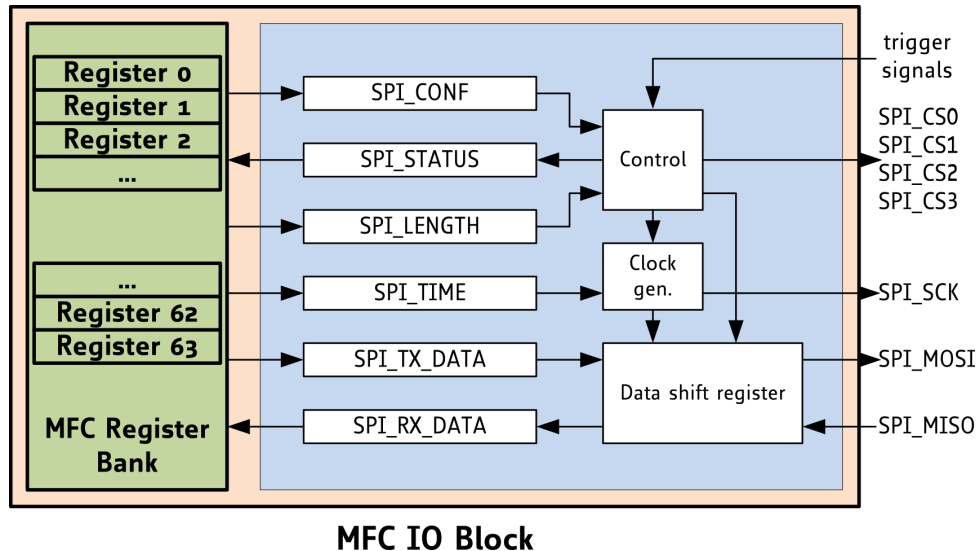 Register 0
Register 1
Register 2
...
...
Register 62
Register 63
MFC Register
Bank
SPI_CONF
SPI_STATUS
SPI_LENGTH
SPI_TIME
SPI_TX_DATA
SPI_RX_DATA
Control
Clock
gen.
Data shift register
trigger
signals
SPI_CS0
SPI_CS1
SPI_CS2
SPI_CS3
SPI_SCK
SPI_MOSI
SPI_MISO
MFC IO Block